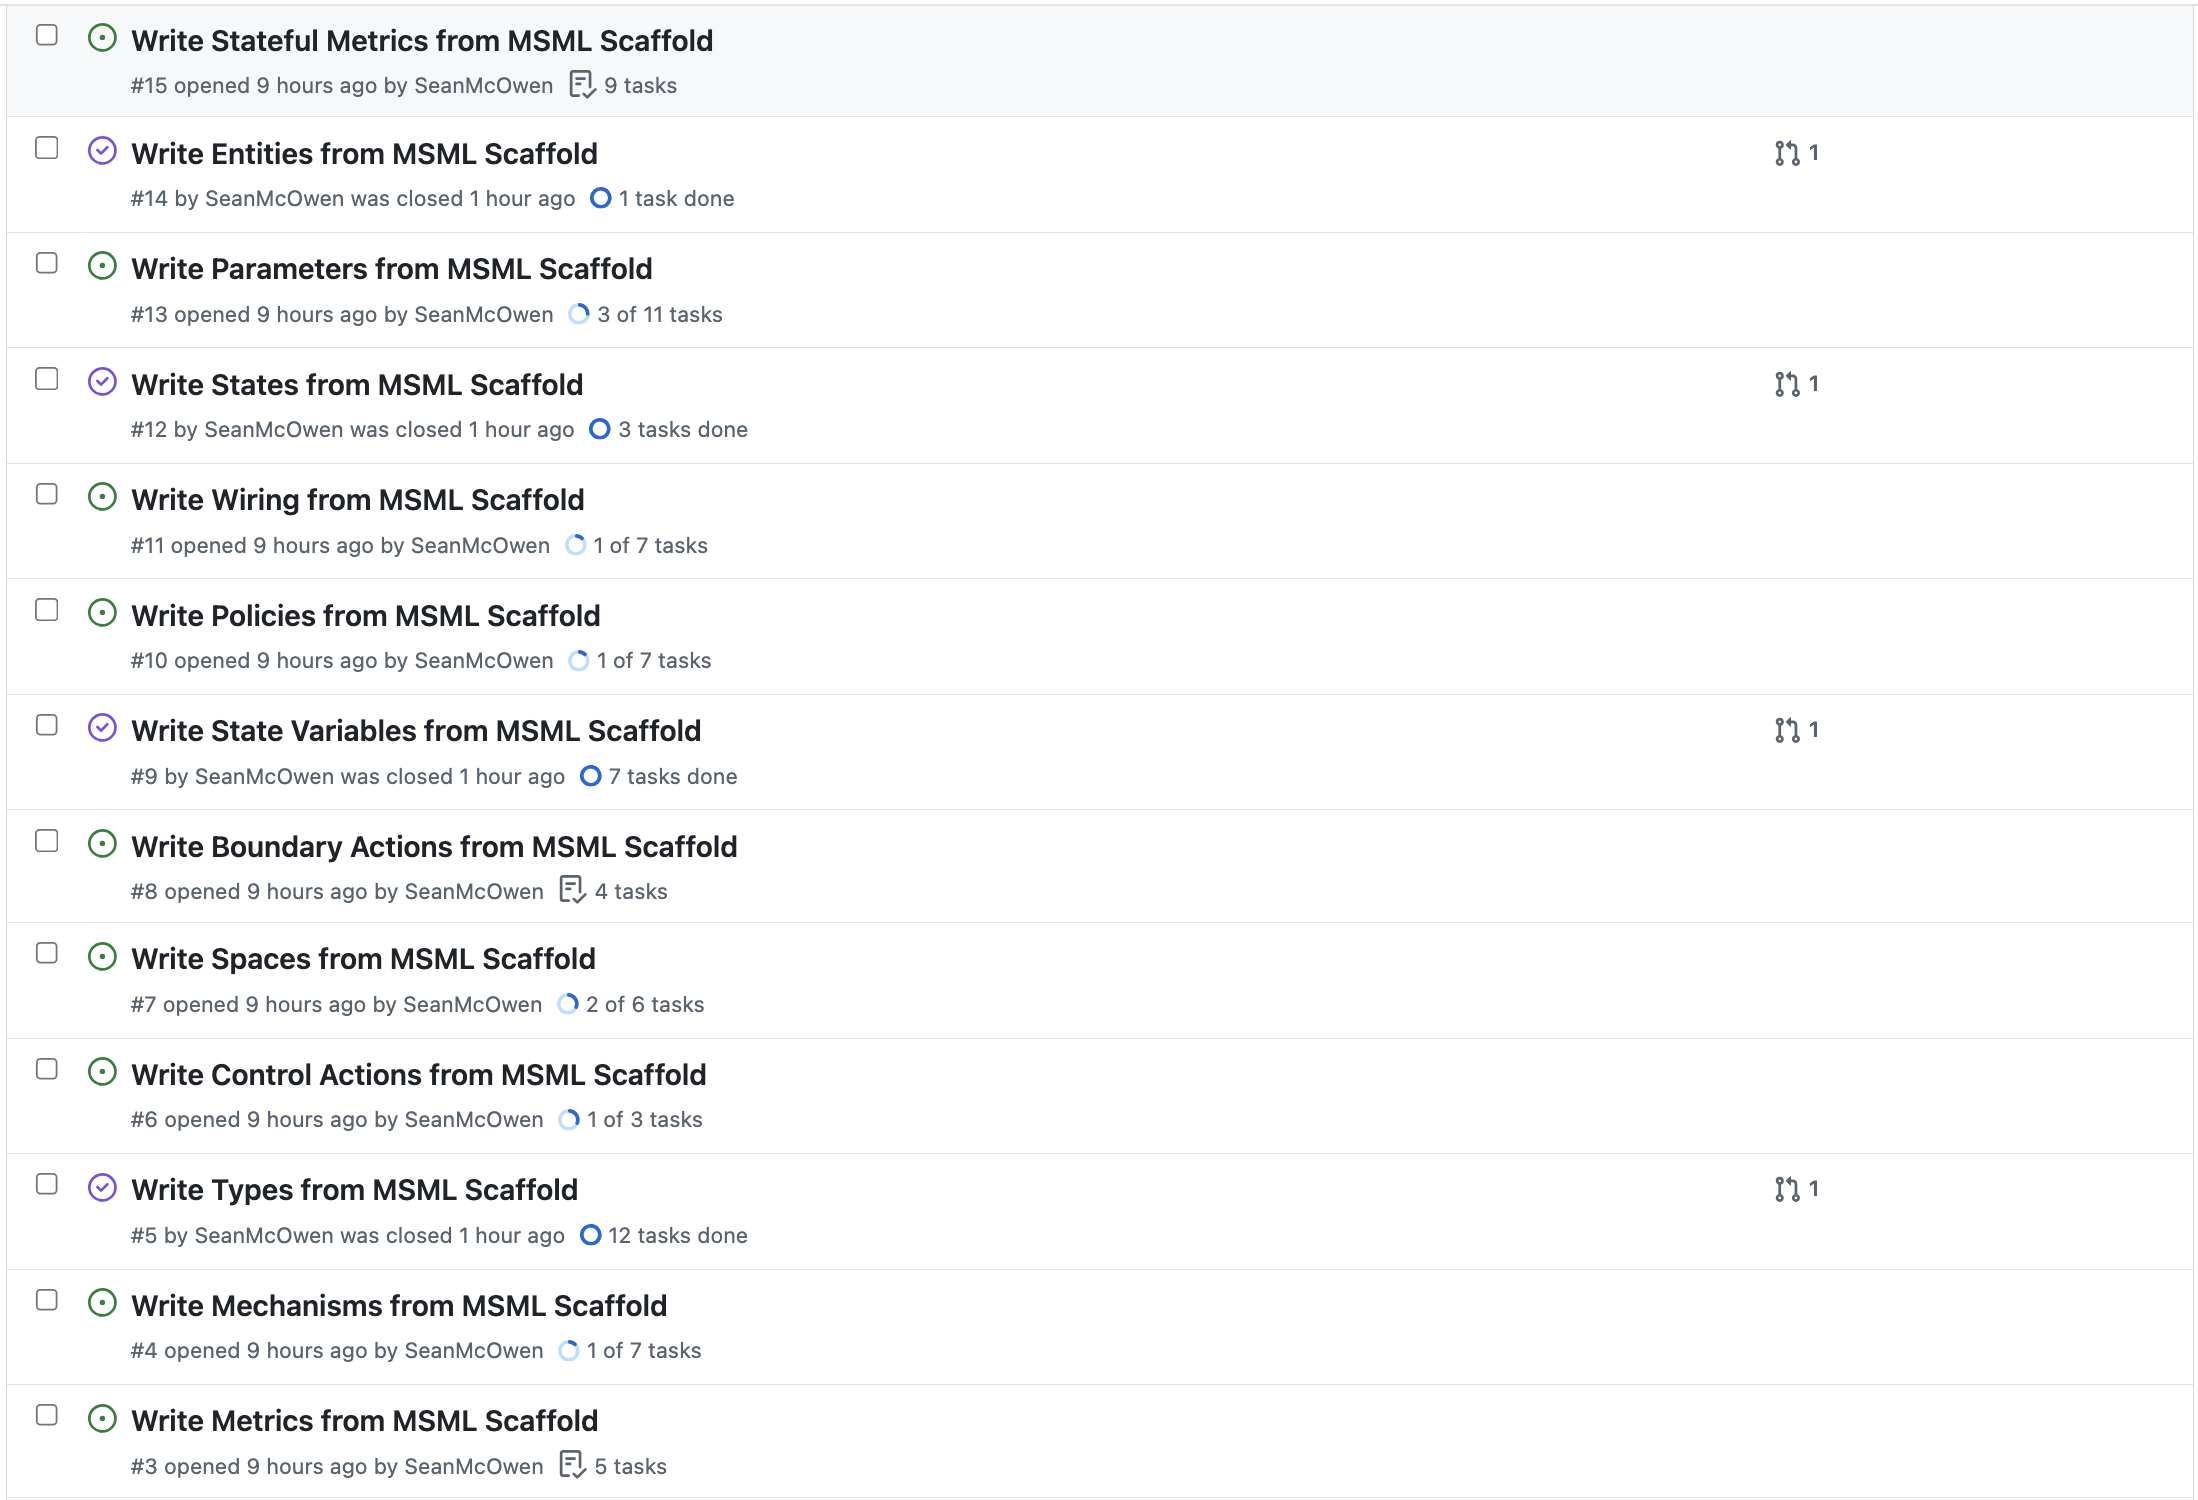 Write Stateful Metrics from MSML Scaffold
#15 opened 9 hours ago by SeanMcOwen 9 tasks
Write Entities from MSML Scaffold 1
#14 by SeanMcOwen was closed 1 hour ago 1 task done
Write Parameters from MSML Scaffold
#13 opened 9 hours ago by SeanMcOwen 3 of 11 tasks
Write States from MSML Scaffold 1
#12 by SeanMcOwen was closed 1 hour ago 3 tasks done
Write Wiring from MSML Scaffold
#11 opened 9 hours ago by SeanMcOwen 1 of 7 tasks
Write Policies from MSML Scaffold
#10 opened 9 hours ago by SeanMcOwen 1 of 7 tasks
Write State Variables from MSML Scaffold 1
#9 by SeanMcOwen was closed 1 hour ago 7 tasks done
Write Boundary Actions from MSML Scaffold
#8 opened 9 hours ago by SeanMcOwen 4 tasks
Write Spaces from MSML Scaffold
#7 opened 9 hours ago by SeanMcOwen 2 of 6 tasks
Write Control Actions from MSML Scaffold
#6 opened 9 hours ago by SeanMcOwen 1 of 3 tasks
Write Types from MSML Scaffold 1
#5 by SeanMcOwen was closed 1 hour ago 12 tasks done
Write Mechanisms from MSML Scaffold
#4 opened 9 hours ago by SeanMcOwen 1 of 7 tasks
Write Metrics from MSML Scaffold
#3 opened 9 hours ago by SeanMcOwen 5 tasks